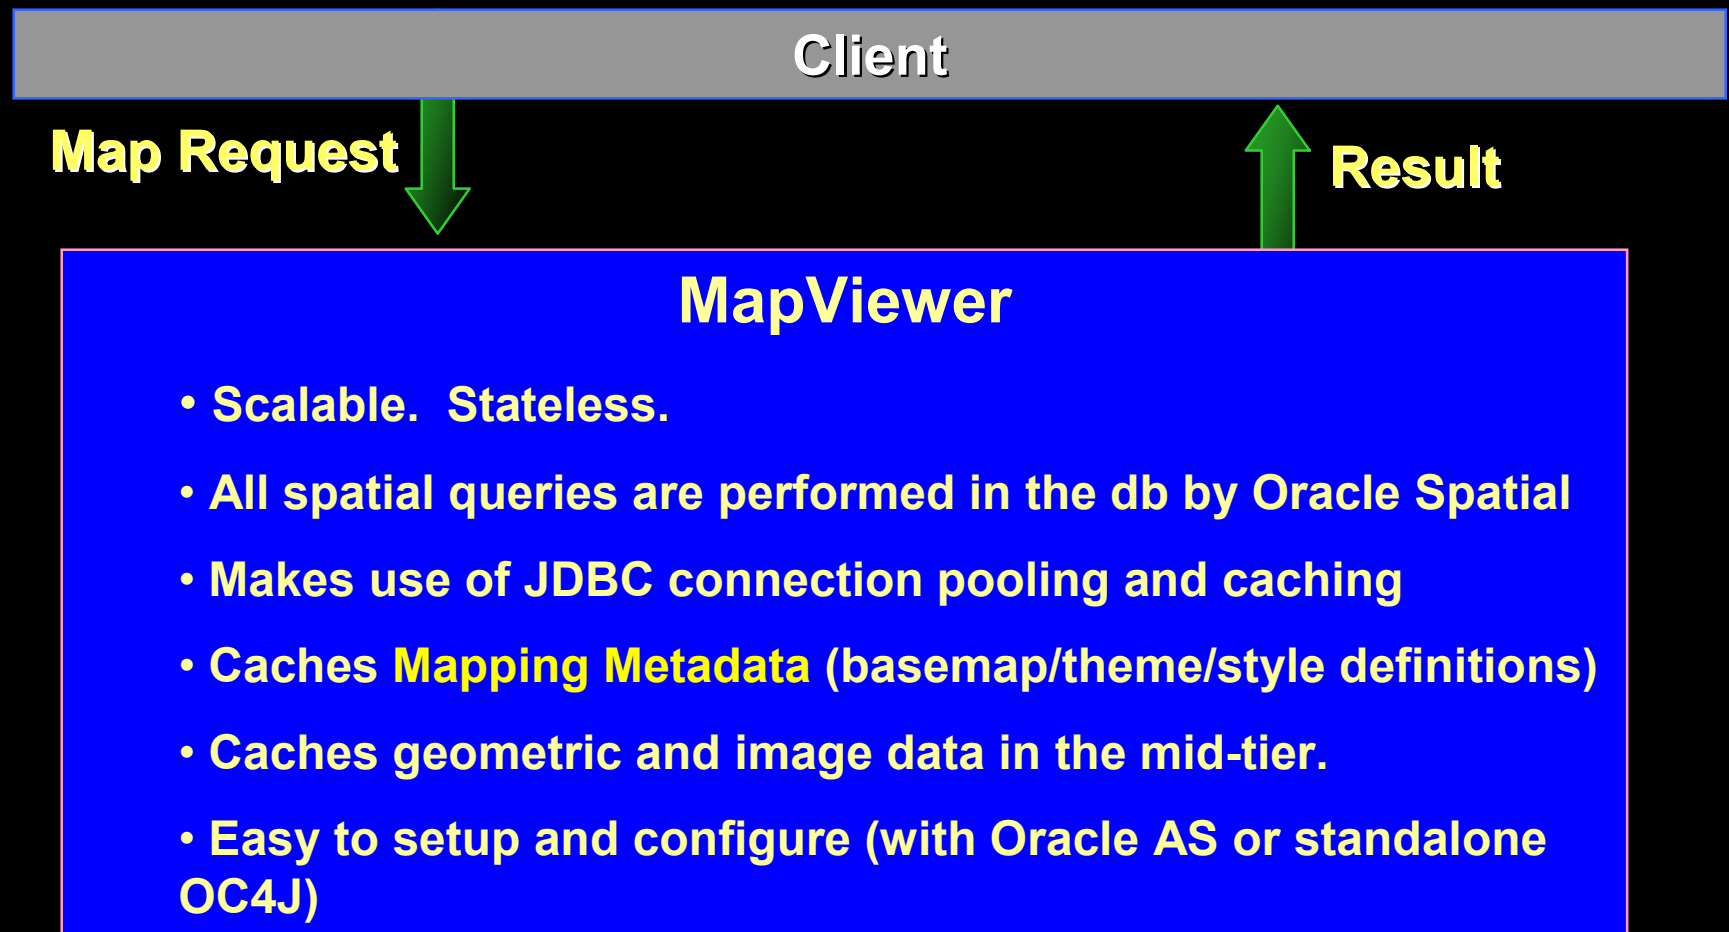 Client
Map Request
Result
MapViewer
• Scalable.  Stateless.
• All spatial queries are performed in the db by Oracle Spatial
• Makes use of JDBC connection pooling and caching
• Caches Mapping Metadata (basemap/theme/style definitions)
• Caches geometric and image data in the mid-tier.
• Easy to setup and configure (with Oracle AS or standalone
OC4J)